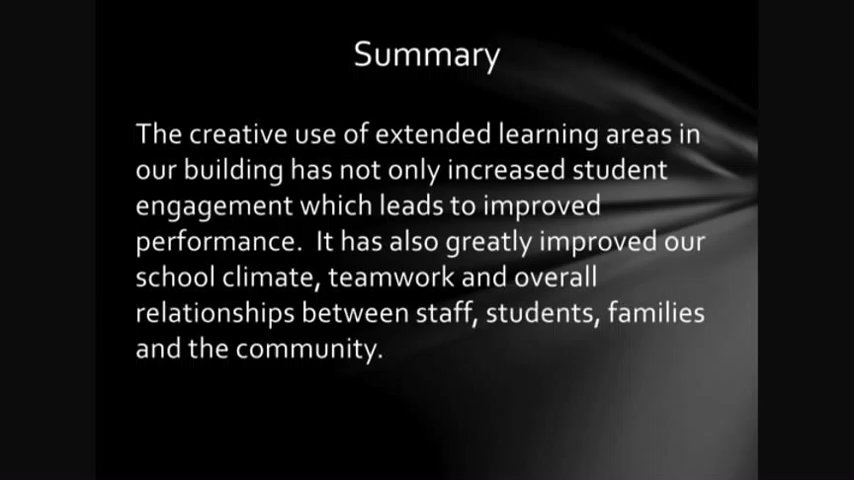 Summary
The creative use of extended learning areas in
our building has not only increased student
engagement which leads to improved
performance.  It has also greatly improved our
school climate, teamwork and overall
relationships between staff, students, families
and the community.